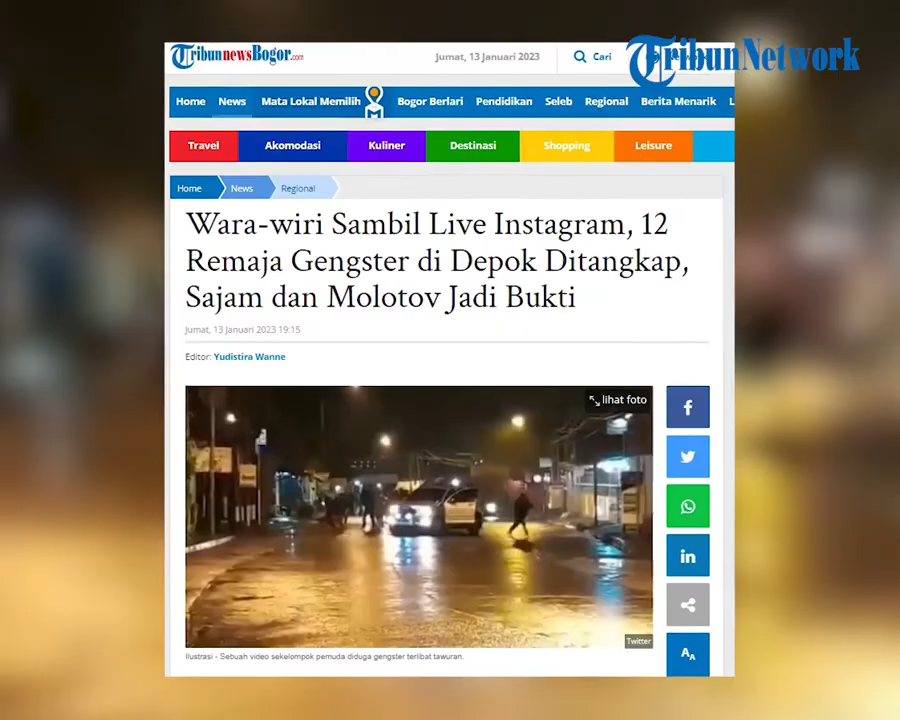 TribunnewsBogor.com
Jumat, 13 Januari 2023
Cari
TribunNetwork
Home News Mata Lokal Memilih Bogor Berlari Pendidikan Seleb Regional Berita Menarik L
Travel Akomodasi Kuliner Destinasi Shopping Leisure
Home News Regional
Wara-wiri Sambil Live Instagram, 12
Remaja Gengster di Depok Ditangkap,
Sajam dan Molotov Jadi Bukti
Jumat, 13 Januari 2023 19:15
Editor: Yudistira Wanne
lihat foto
Twitter
Ilustrasi - Sebuah video sekelompok pemuda diduga gengster terlibat tawuran.